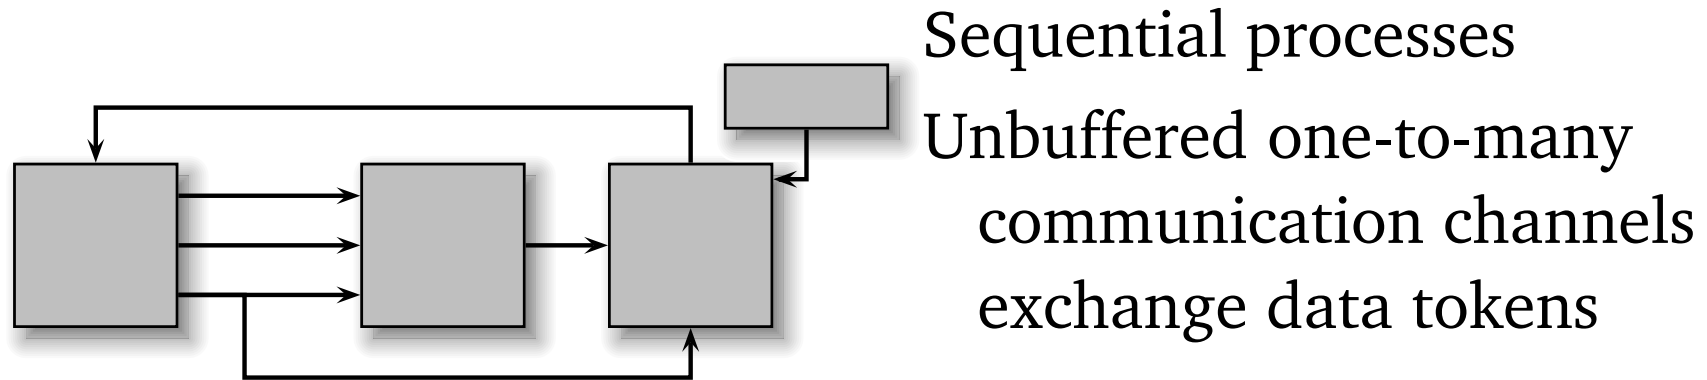 Sequential processes
Unbuffered one-to-many
communication channels
exchange data tokens